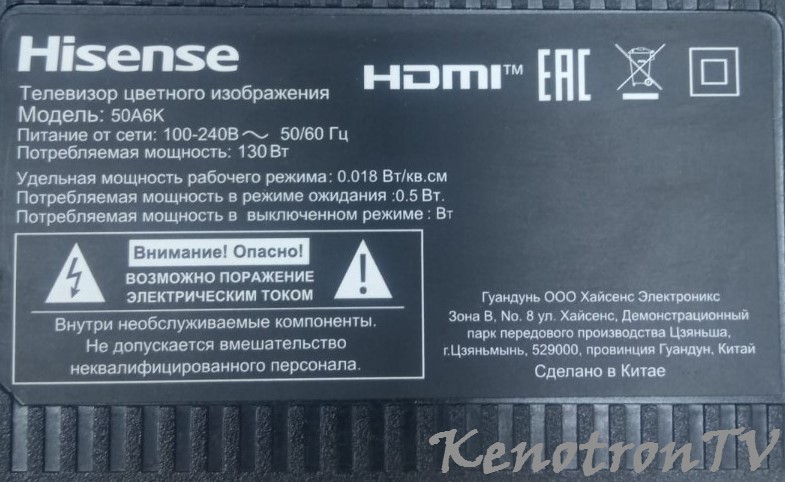 Hisense
HDMI™ EAC
Телевизор цветного изображения
Модель: 50A6K
Питание от сети: 100-240В ~ 50/60 Гц
Потребляемая мощность: 130Вт
Удельная мощность рабочего режима: 0.018 Вт/кв.см
Потребляемая мощность в режиме ожидания :0.5 Вт.
Потребляемая мощность в выключенном режиме : Вт
Внимание! Опасно!
ВОЗМОЖНО ПОРАЖЕНИЕ
ЭЛЕКТРИЧЕСКИМ ТОКОМ
Внутри необслуживаемые компоненты.
Не допускается вмешательство
неквалифицированного персонала.
Гуандунь ООО Хайсенс Электроникс
Зона В, No. 8 ул. Хайсенс, Демонстрационный
парк передового производства Цзяньша,
г.Цзяньмынь, 529000, провинция Гуандун, Китай
Сделано в Китае
KenotronTV